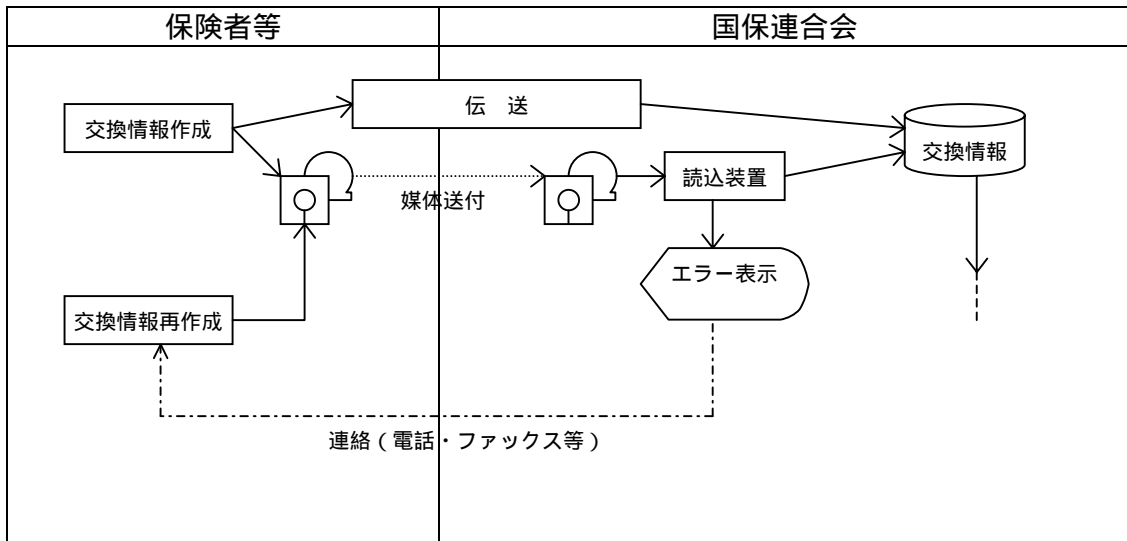 保険者等
国保連合会
伝　送
交換情報作成
交換情報
読込装置
媒体送付
エラー表示
交換情報再作成
連絡（電話・ファックス等）